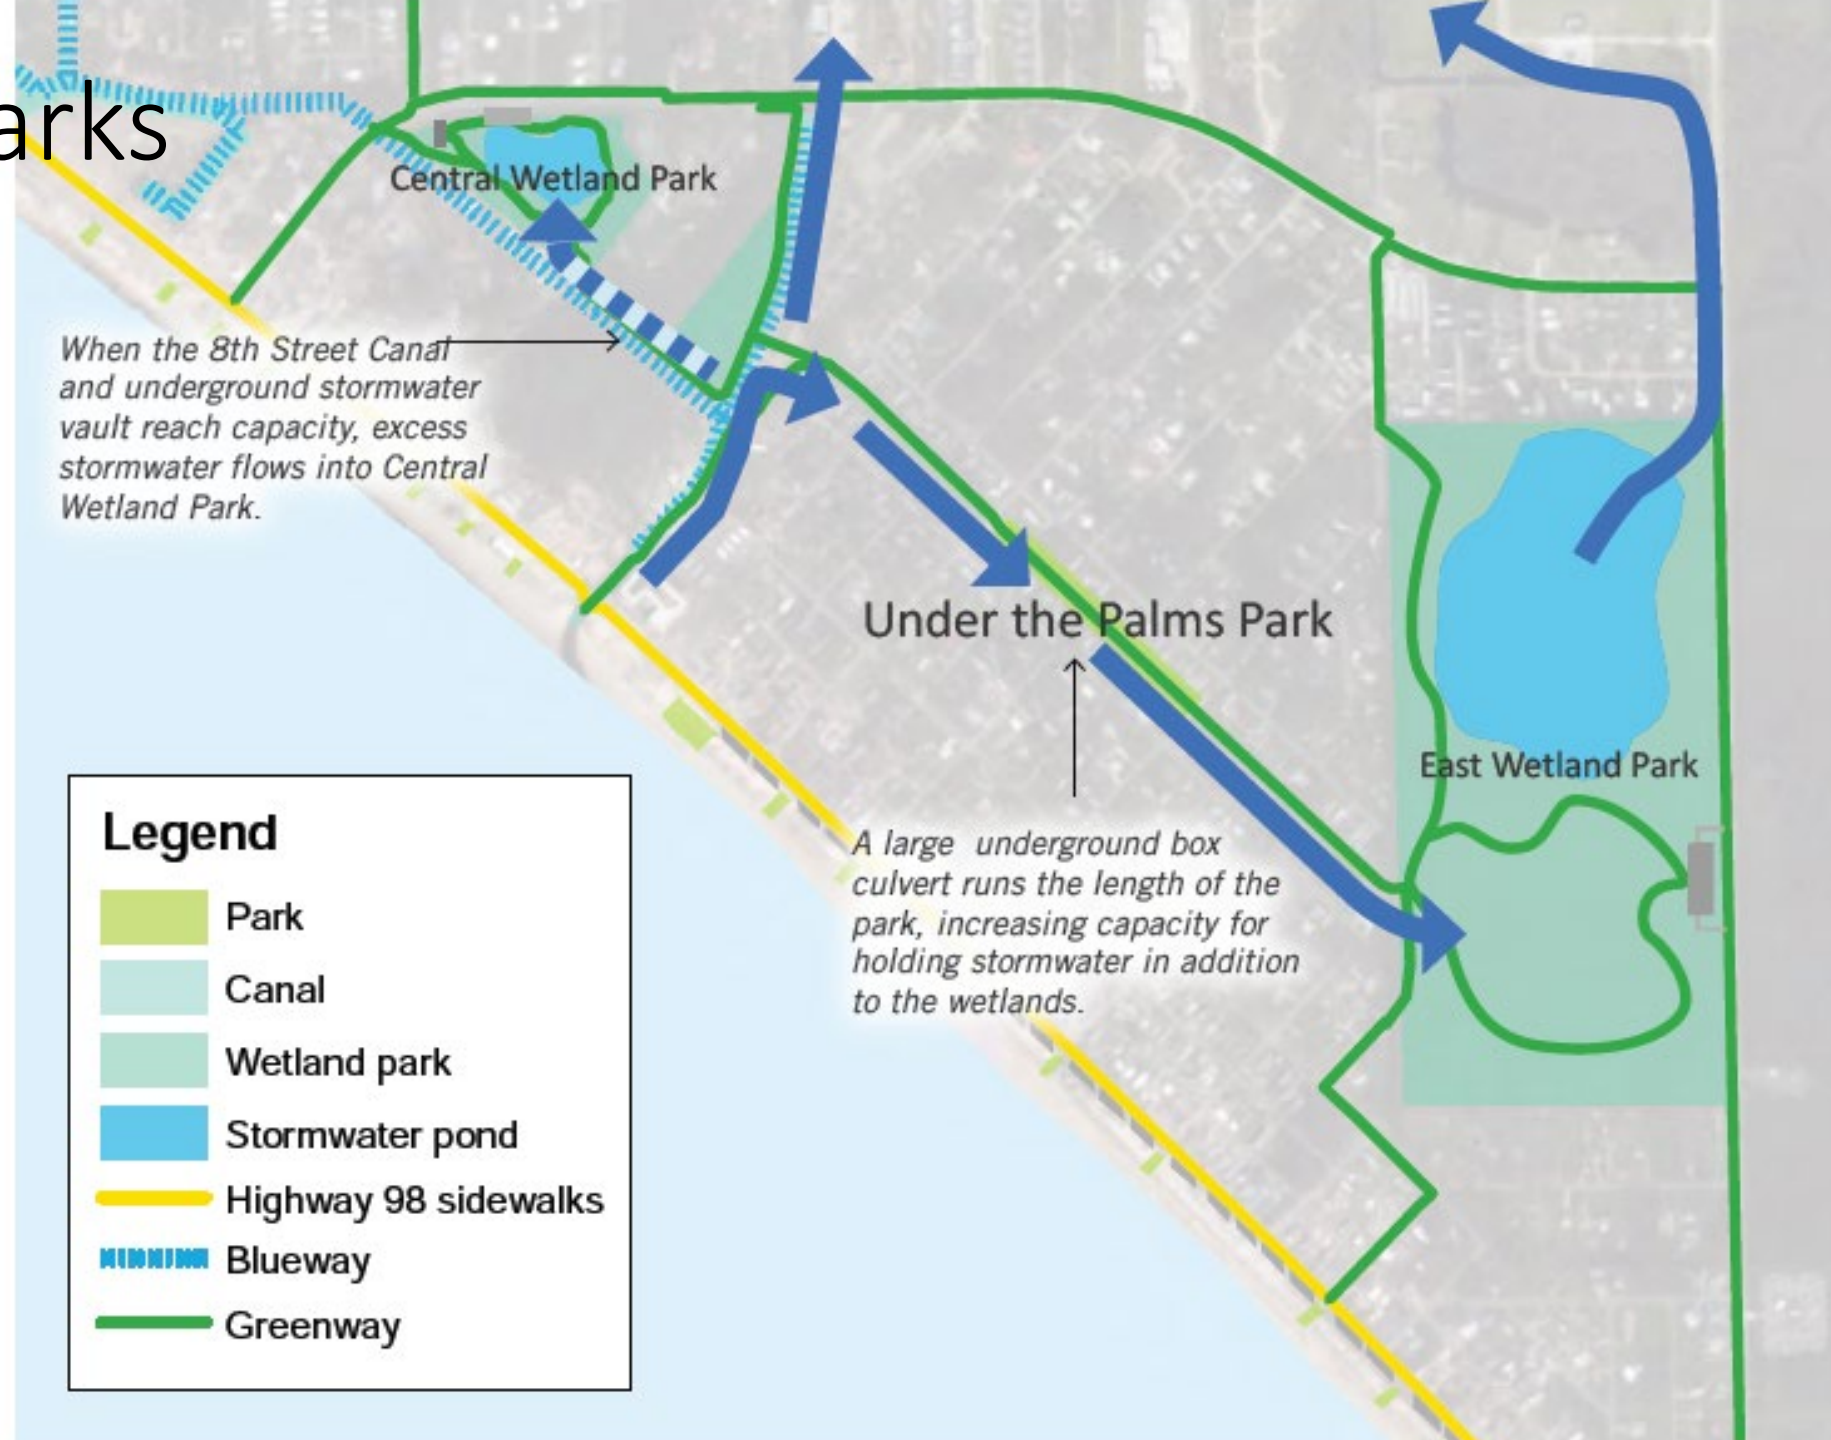 arks
Central Wetland Park
When the 8th Street Canal
and underground stormwater
vault reach capacity, excess
stormwater flows into Central
Wetland Park.
Under the Palms Park
East Wetland Park
A large underground box
culvert runs the length of the
park, increasing capacity for
holding stormwater in addition
to the wetlands.
Legend
Park
Canal
Wetland park
Stormwater pond
Highway 98 sidewalks
Blueway
Greenway